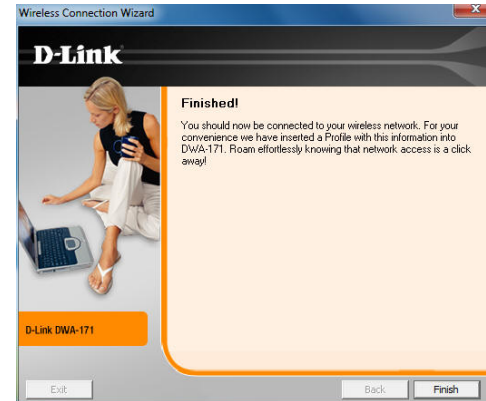 Wireless Connection Wizard
D-Link
Finished!
You should now be connected to your wireless network. For your
convenience we have inserted a Profile with this information into
DWA-171. Roam effortlessly knowing that network access is a click
away!
D-Link DWA-171
Exit
Back
Finish